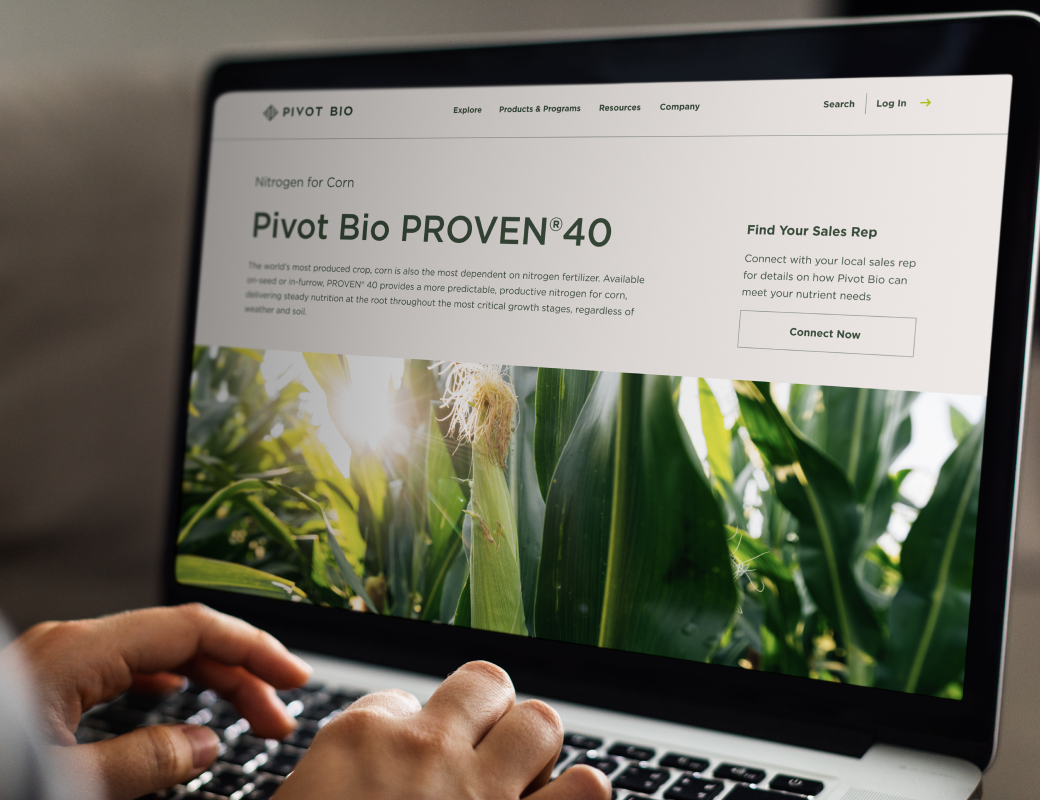 PIVOT BIO
Explore Products & Programs Resources Company
Search Log In
Nitrogen for Corn
Pivot Bio PROVEN®40
The world's most produced crop, corn is also the most dependent on nitrogen fertilizer. Available
on-seed or in-furrow, PROVEN® 40 provides a more predictable, productive nitrogen for corn,
delivering steady nutrition at the root throughout the most critical growth stages, regardless of
weather and soil.
Find Your Sales Rep
Connect with your local sales rep
for details on how Pivot Bio can
meet your nutrient needs
Connect Now